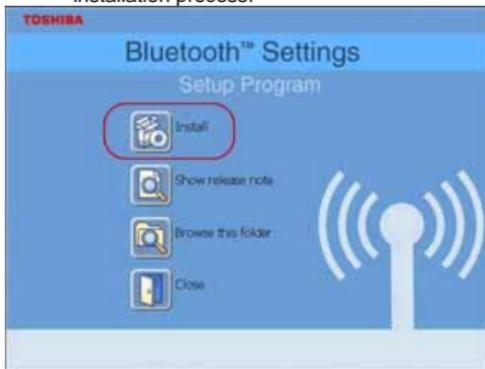 installation process.
TOSHIBA
Bluetooth™ Settings
Setup Program
Install
Show release note
Browse this folder
Close